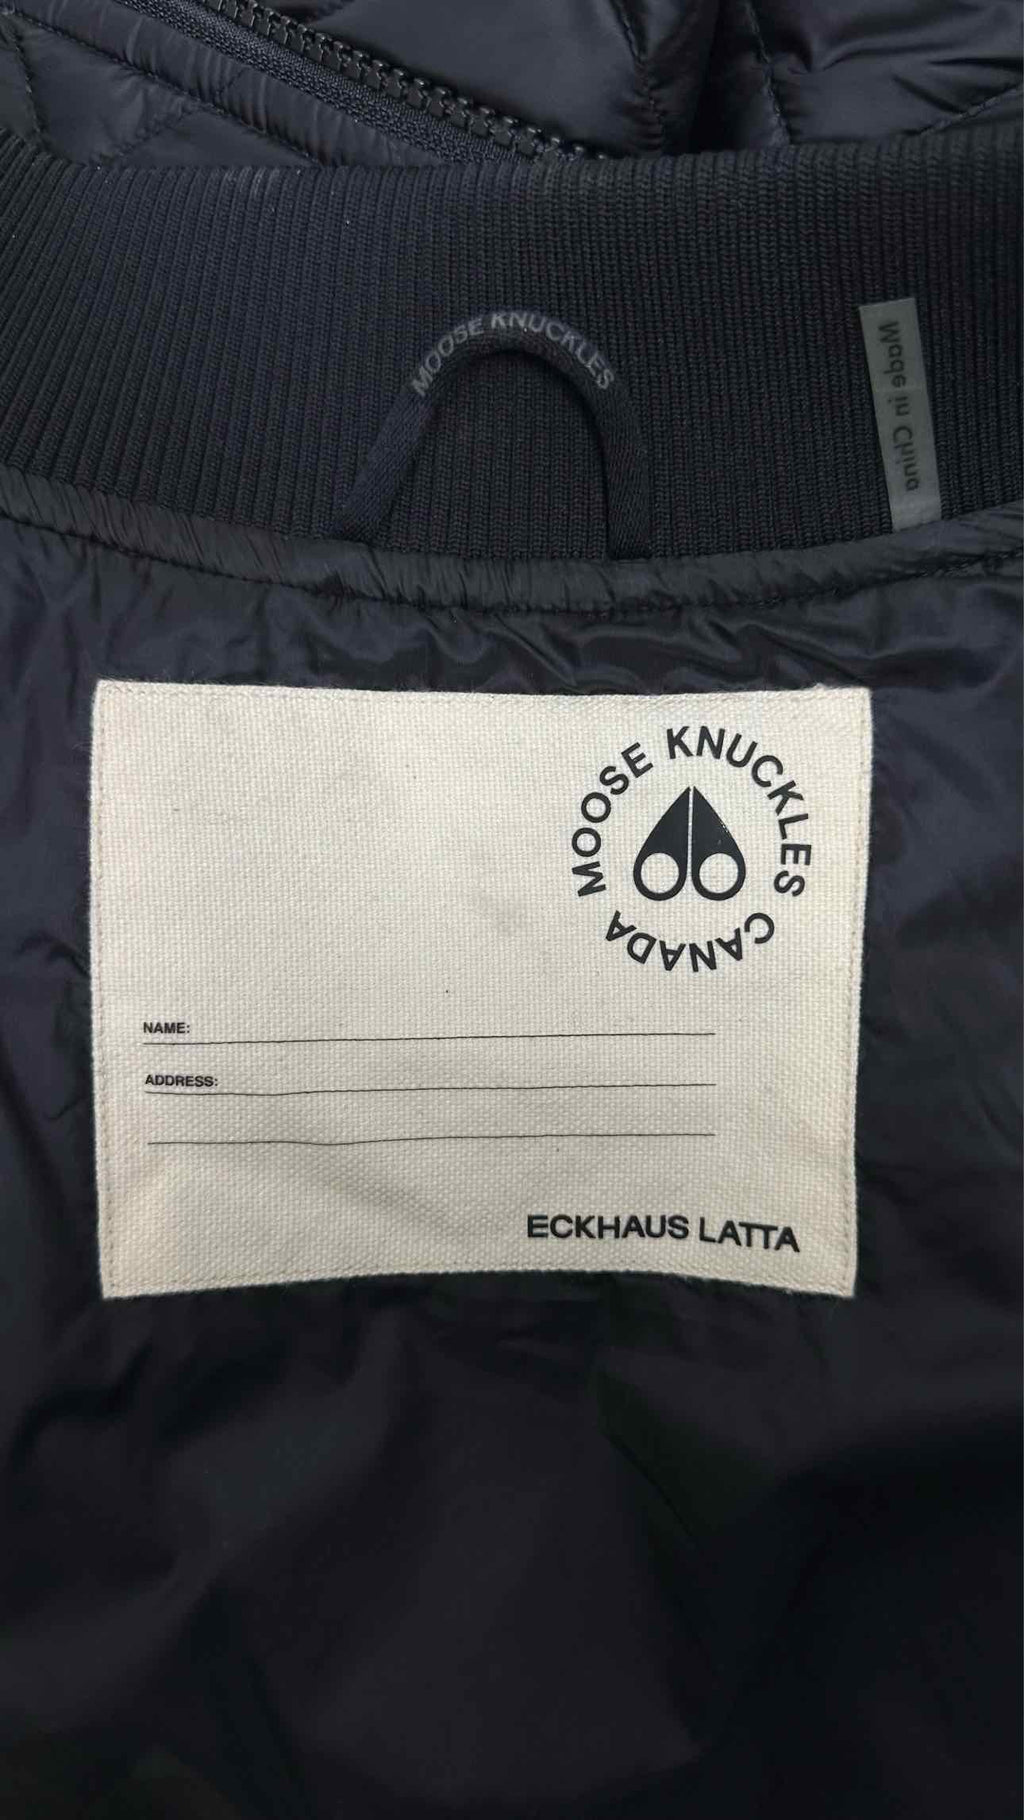 MOOSE KNUCKLES
Made in China
MOOSE KNUCKLES CANADA
NAME:
ADDRESS:
ECKHAUS LATTA